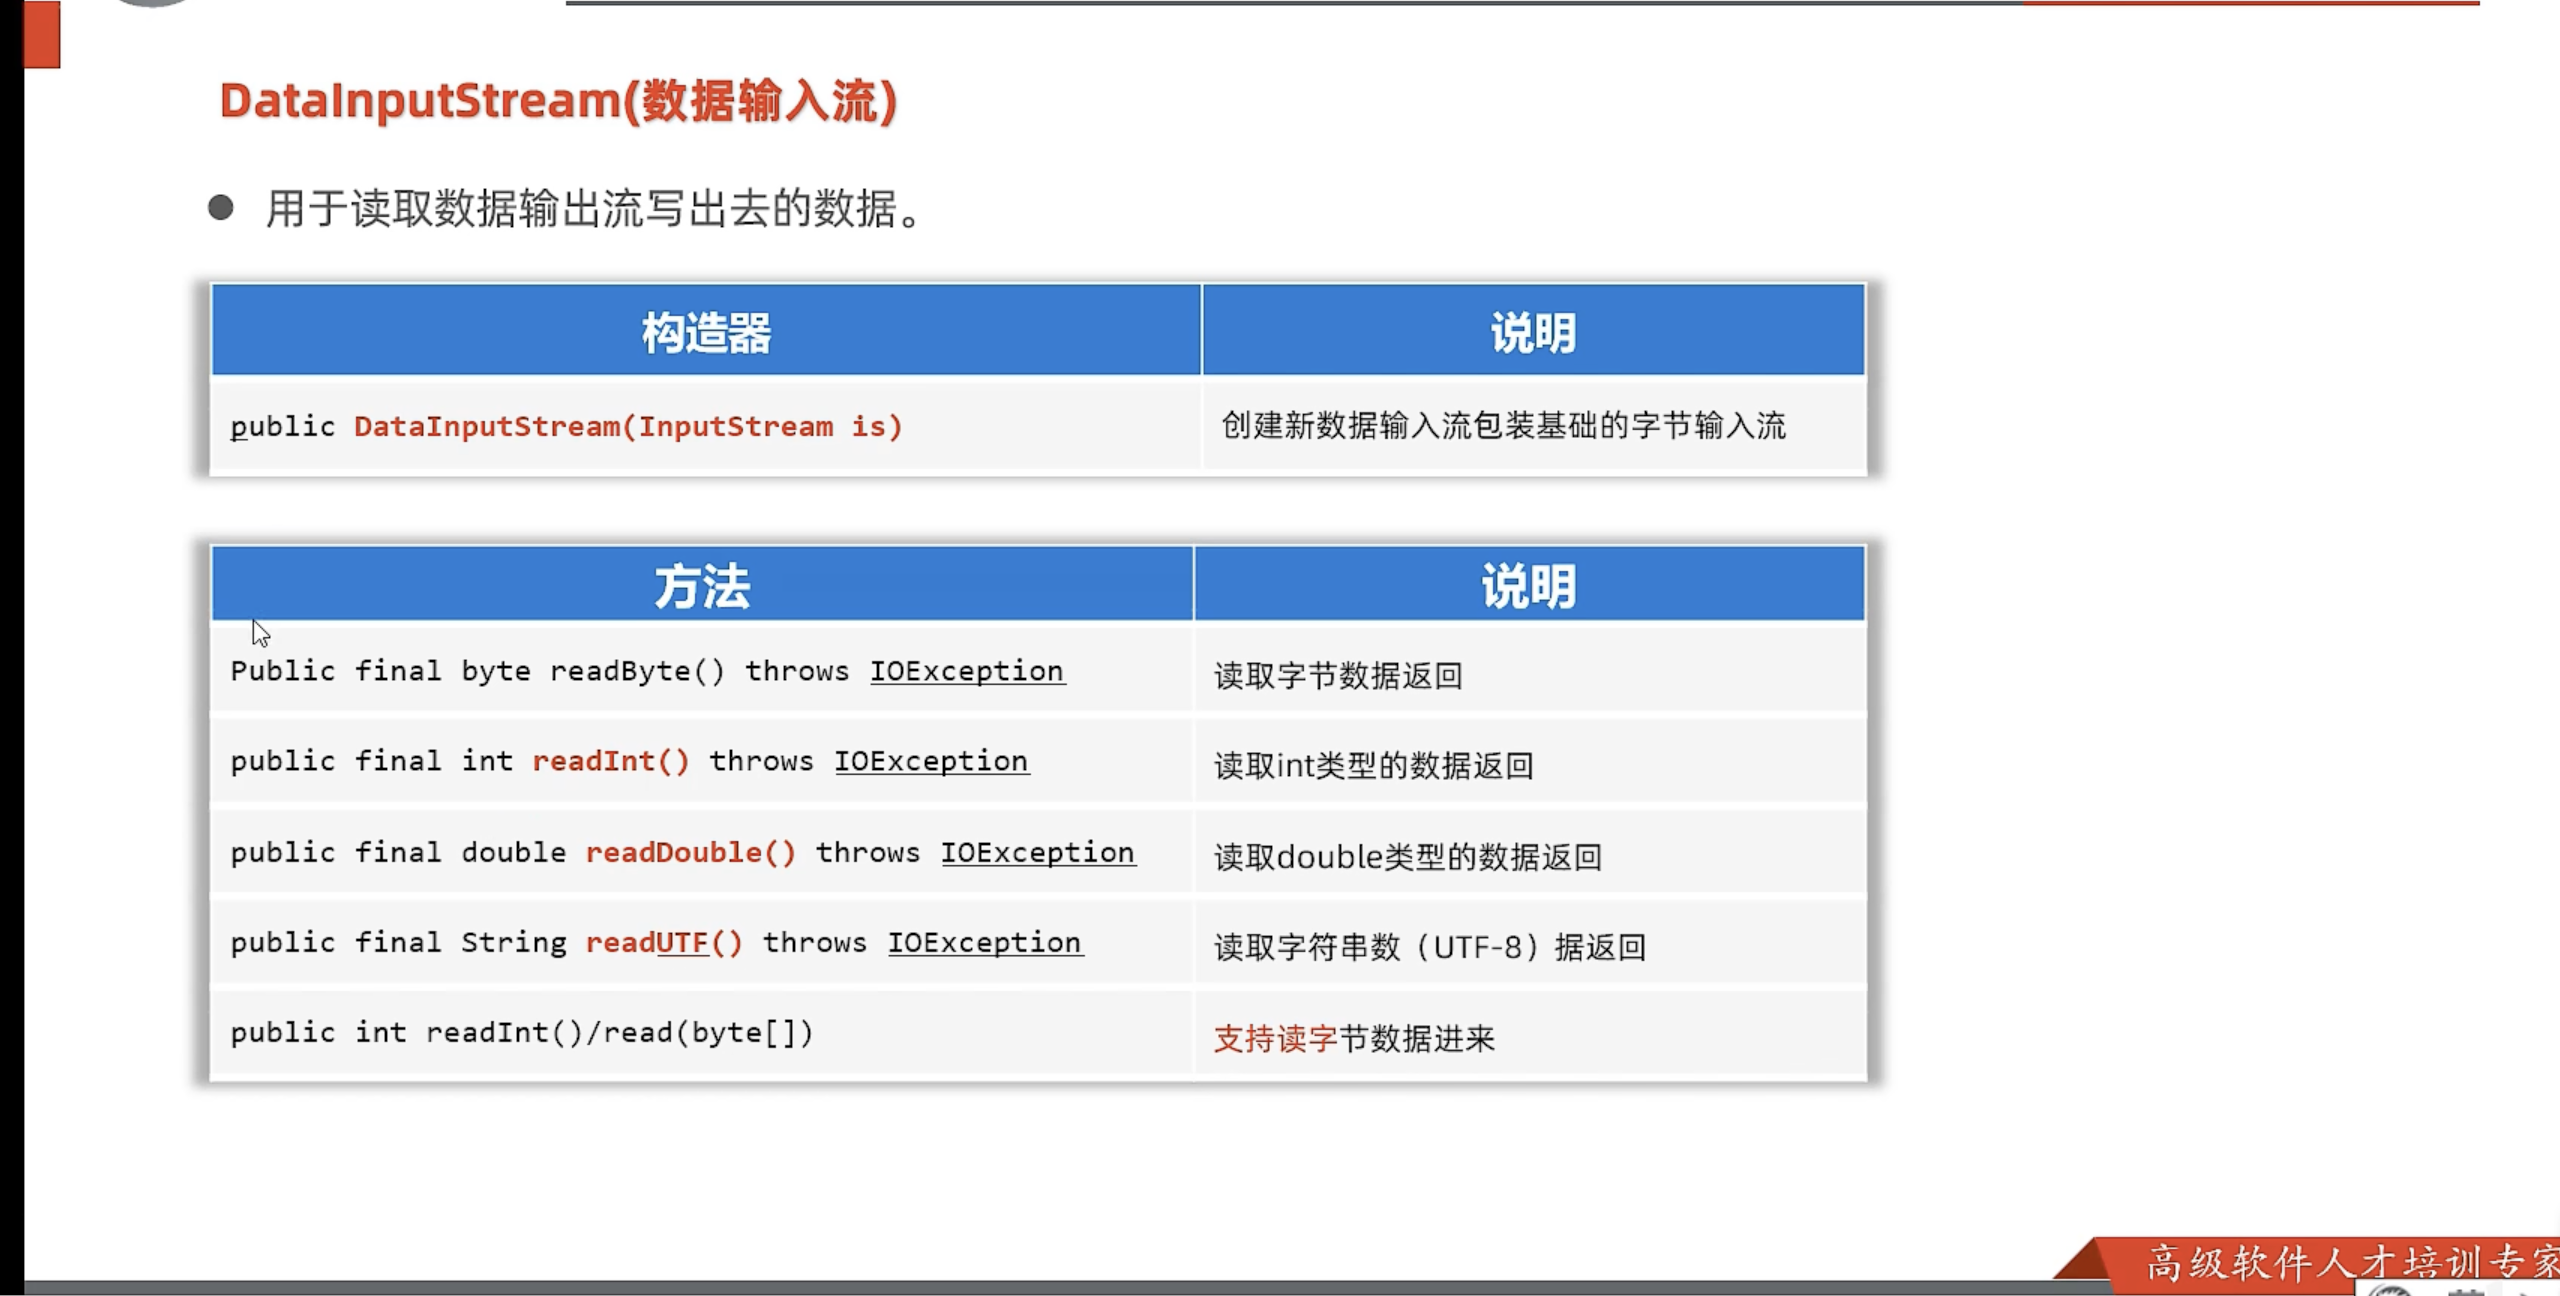 DataInputStream(数据输入流)
用于读取数据输出流写出去的数据。
构造器 说明
public DataInputStream(InputStream is) 创建新数据输入流包装基础的字节输入流
方法 说明
Public final byte readByte() throws IOException 读取字节数据返回
public final int readInt() throws IOException 读取int类型的数据返回
public final double readDouble() throws IOException 读取double类型的数据返回
public final String readUTF() throws IOException 读取字符串数（UTF-8）据返回
public int readInt()/read(byte[]) 支持读字节数据进来
高级软件人才培训专家